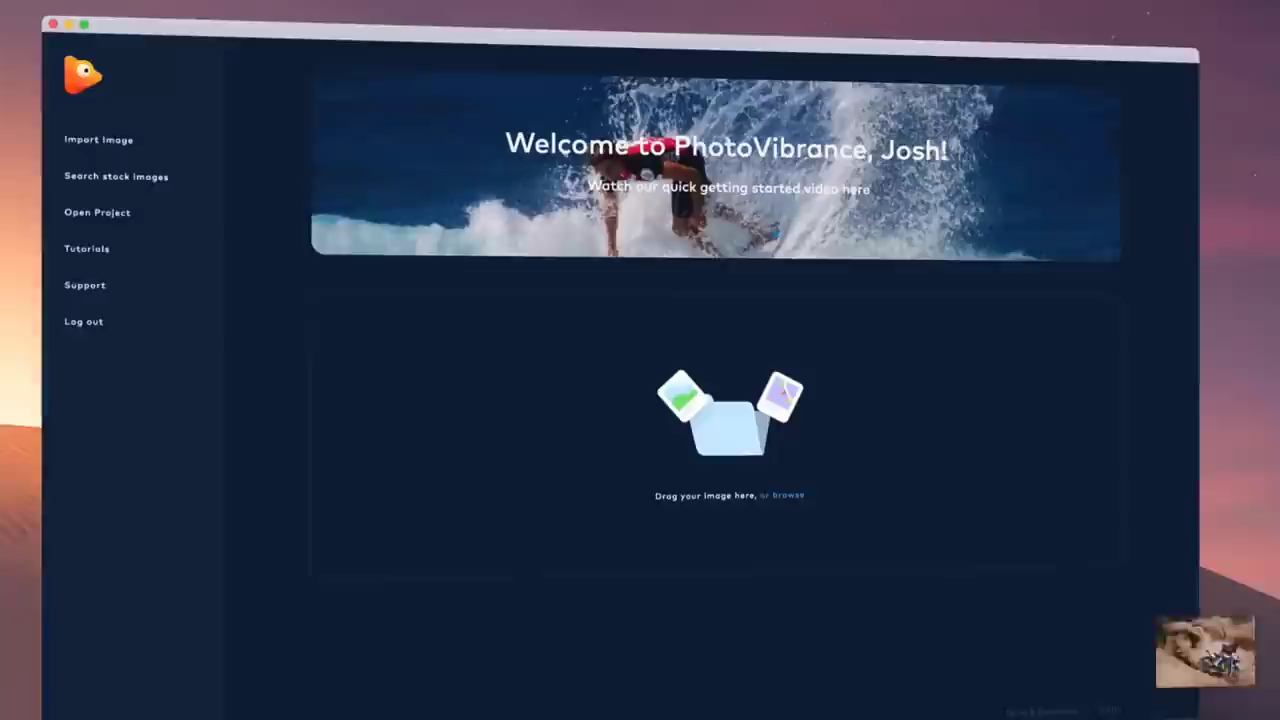 Import Image
Search stock images
Open Project
Tutorials
Support
Log out
Welcome to PhotoVibrance, Josh!
Watch our quick getting started video here
Drag your image here, or browse